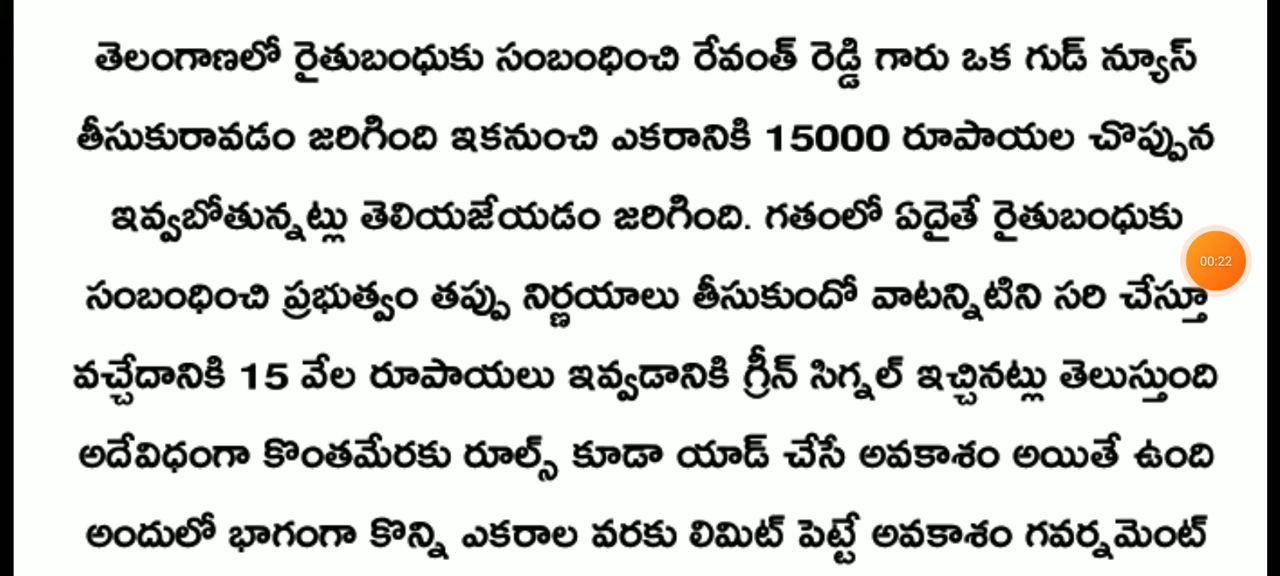 తెలంగాణలో రైతుబంధుకు సంబంధించి రేవంత్ రెడ్డి గారు ఒక గుడ్ న్యూస్
తీసుకురావడం జరిగింది ఇకనుంచి ఎకరానికి 15000 రూపాయల చొప్పున
ఇవ్వబోతున్నట్లు తెలియజేయడం జరిగింది. గతంలో ఏదైతే రైతుబంధుకు
00:22
సంబంధించి ప్రభుత్వం తప్పు నిర్ణయాలు తీసుకుందో వాటన్నిటిని సరి చేస్తూ
వచ్చేదానికి 15 వేల రూపాయలు ఇవ్వడానికి గ్రీన్ సిగ్నల్ ఇచ్చినట్లు తెలుస్తుంది
అదేవిధంగా కొంతమేరకు రూల్స్ కూడా యాడ్ చేసే అవకాశం అయితే ఉంది
అందులో భాగంగా కొన్ని ఎకరాల వరకు లిమిట్ పెట్టే అవకాశం గవర్నమెంట్